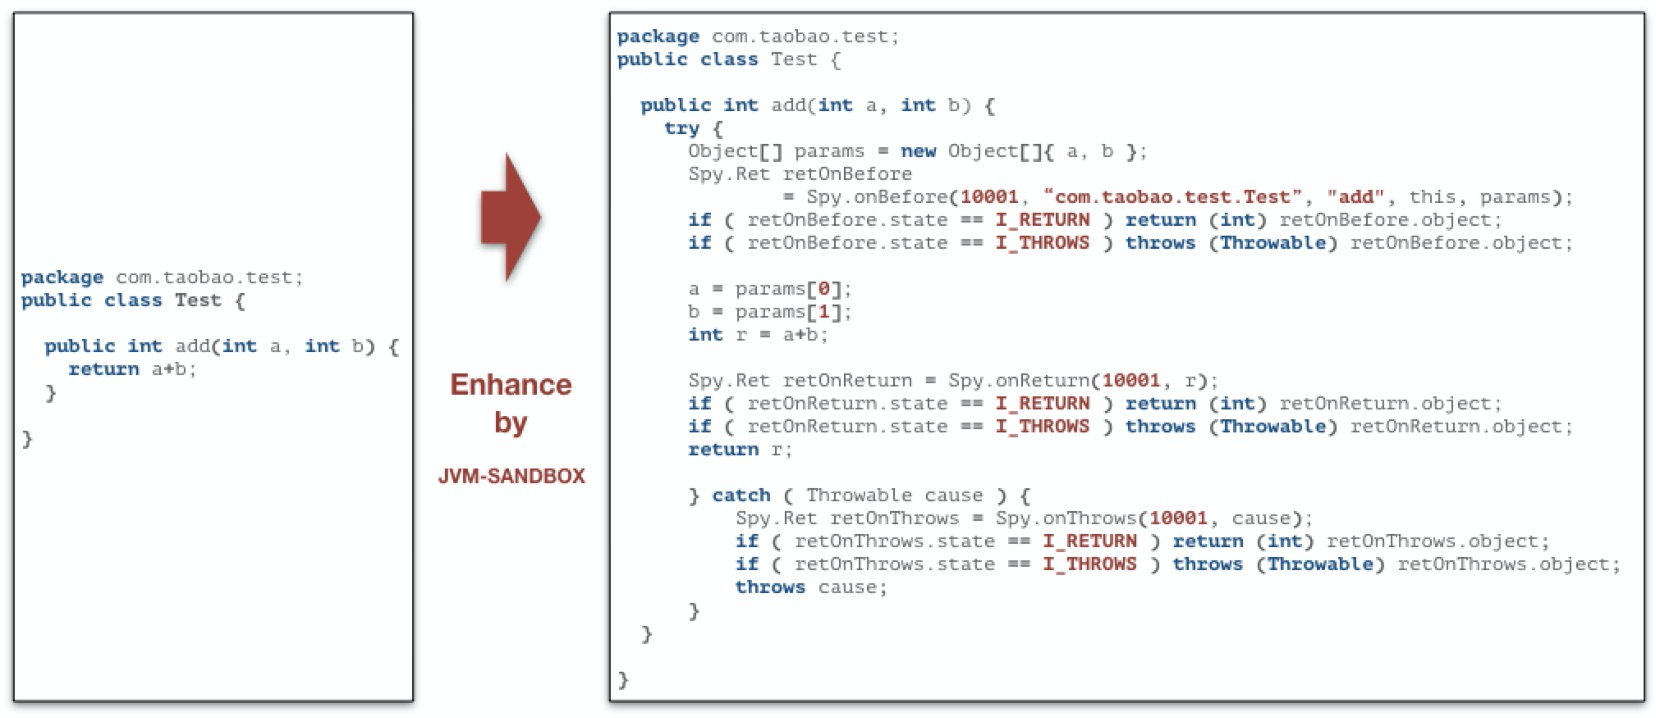 package com.taobao.test;
public class Test {
public int add(int a, int b) {
return a+b;
}
}
Enhance
by
JVM-SANDBOX
package com.taobao.test;
public class Test {
public int add(int a, int b) {
try {
Object[] params = new Object[]{ a, b };
Spy.Ret retOnBefore
= Spy.onBefore(10001, “com.taobao.test.Test”, "add", this, params);
if ( retOnBefore.state == I_RETURN ) return (int) retOnBefore.object;
if ( retOnBefore.state == I_THROWS ) throws (Throwable) retOnBefore.object;
a = params[0];
b = params[1];
int r = a+b;
Spy.Ret retOnReturn = Spy.onReturn(10001, r);
if ( retOnReturn.state == I_RETURN ) return (int) retOnReturn.object;
if ( retOnReturn.state == I_THROWS ) throws (Throwable) retOnReturn.object;
return r;
} catch ( Throwable cause ) {
Spy.Ret retOnThrows = Spy.onThrows(10001, cause);
if ( retOnThrows.state == I_RETURN ) return (int) retOnThrows.object;
if ( retOnThrows.state == I_THROWS ) throws (Throwable) retOnThrows.object;
throws cause;
}
}
}